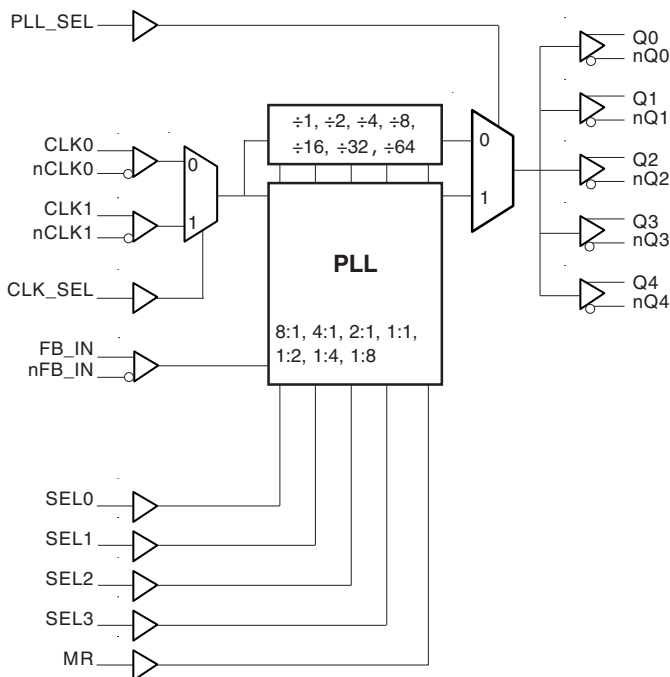 PLL_SEL
Q0
nQ0
Q1
nQ1
÷1, ÷2, ÷4, ÷8,
÷16, ÷32, ÷64
0
CLK0
nCLK0
0
Q2
nQ2
1
CLK1
nCLK1
1
Q3
nQ3
PLL
CLK_SEL
Q4
nQ4
8:1, 4:1, 2:1, 1:1,
1:2, 1:4, 1:8
FB_IN
nFB_IN
SEL0
SEL1
SEL2
SEL3
MR